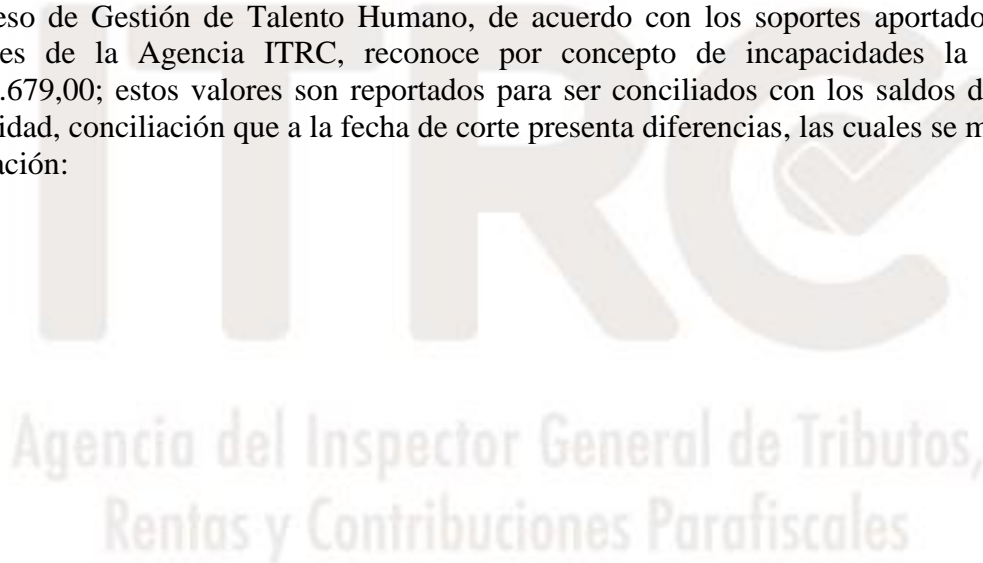 eso de Gestión de Talento Humano, de acuerdo con los soportes aportado
es de la Agencia ITRC, reconoce por concepto de incapacidades la
.679,00; estos valores son reportados para ser conciliados con los saldos d
idad, conciliación que a la fecha de corte presenta diferencias, las cuales se m
ación:
ITRC
Agencia del Inspector General de Tributos,
Rentas y Contribuciones Parafiscales